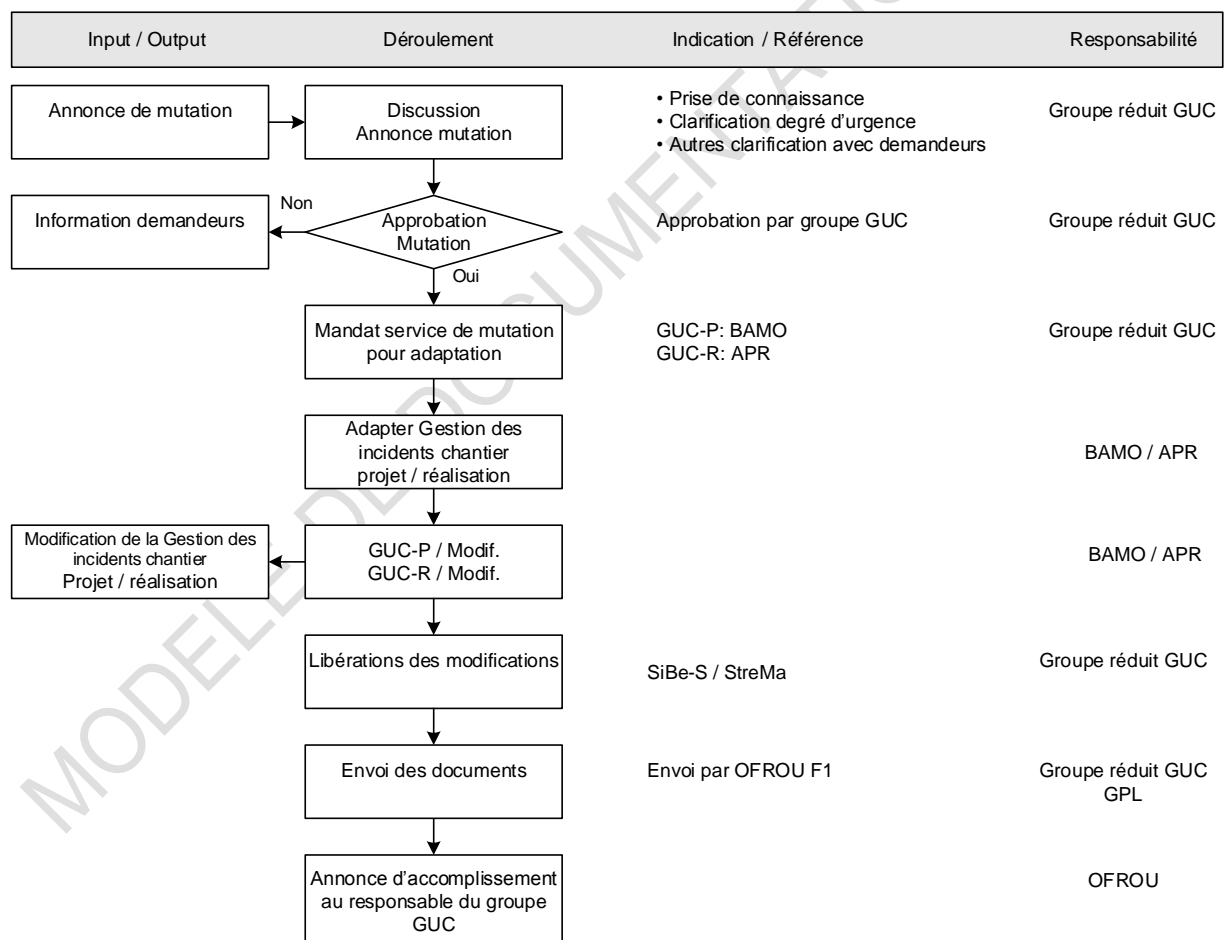 Input / Output Déroulement Indication / Référence Responsabilité
Annonce de mutation
Discussion
Annonce mutation
• Prise de connaissance
• Clarification degré d'urgence
• Autres clarification avec demandeurs
Groupe réduit GUC
Information demandeurs
Non
Approbation
Mutation
Oui
Approbation par groupe GUC
Groupe réduit GUC
Mandat service de mutation
pour adaptation
GUC-P: BAMO
GUC-R: APR
Groupe réduit GUC
Adapter Gestion des
incidents chantier
projet / réalisation
BAMO / APR
Modification de la Gestion des
incidents chantier
Projet / réalisation
GUC-P / Modif.
GUC-R / Modif.
BAMO / APR
Libérations des modifications
SiBe-S / StreMa
Groupe réduit GUC
Envoi des documents
Envoi par OFROU F1
Groupe réduit GUC
GPL
Annonce d'accomplissement
au responsable du groupe
GUC
OFROU